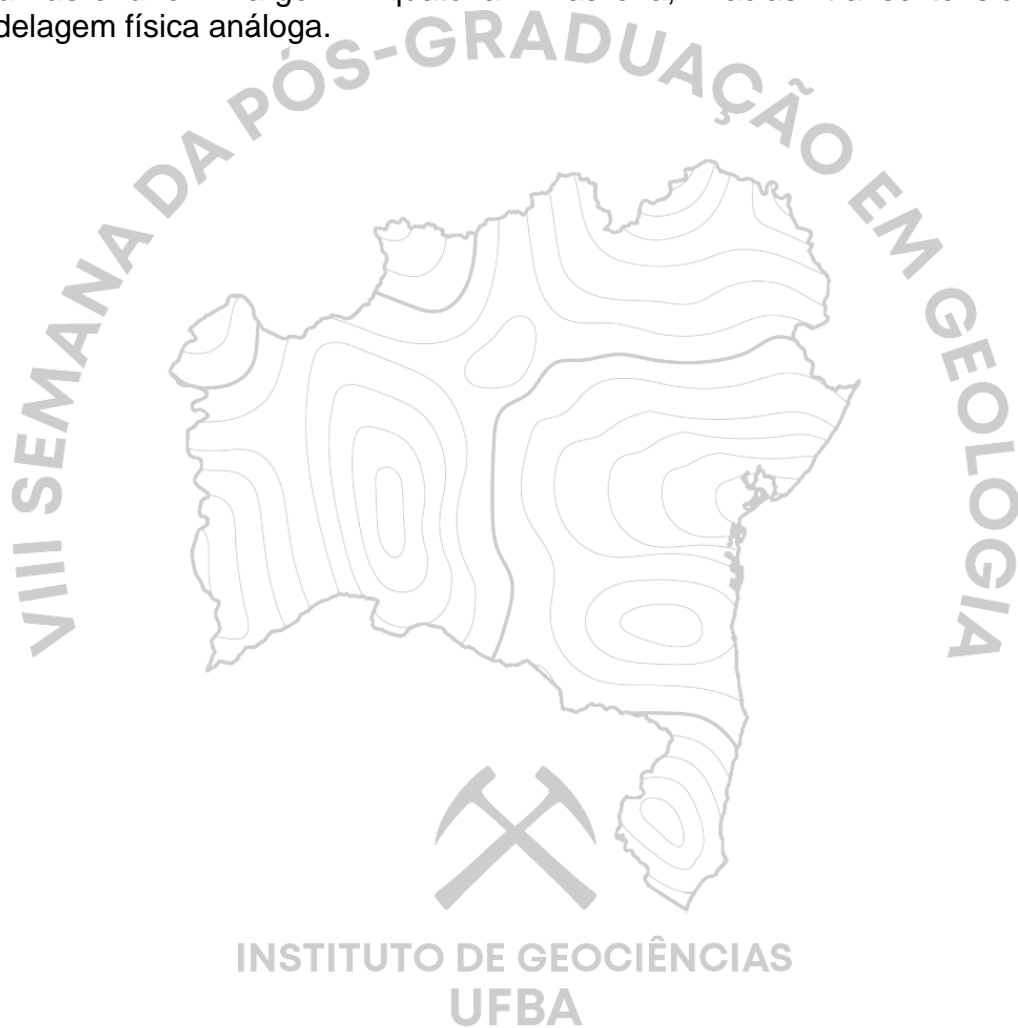 delagem física análoga.
VIII SEMANA DA PÓS-GRADUAÇÃO EM GEOLOGIA
INSTITUTO DE GEOCIÊNCIAS
UFBA